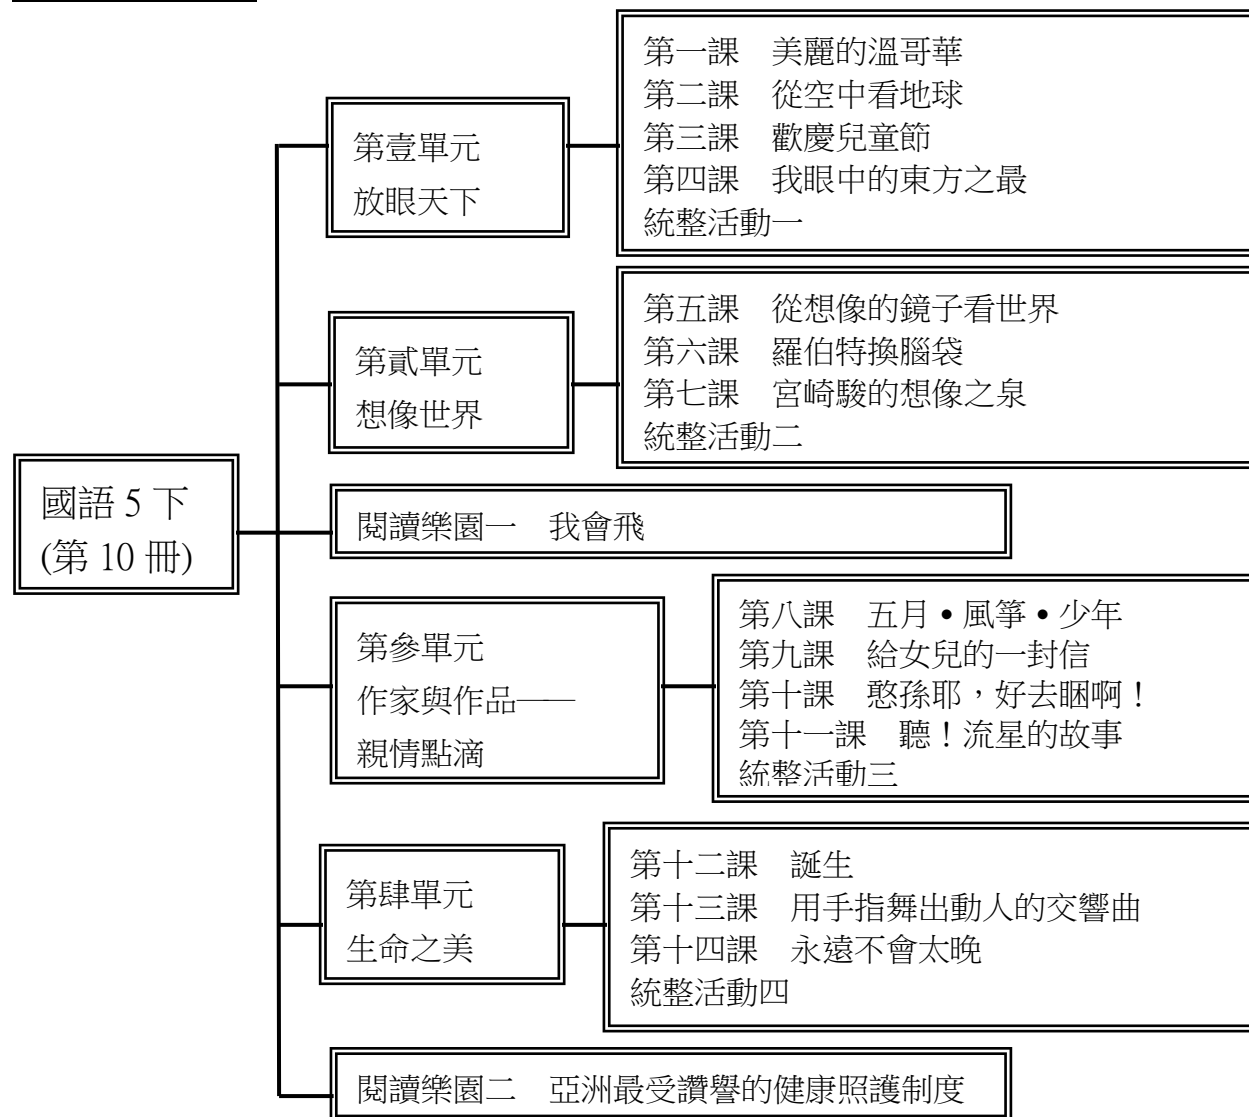 國語 5 下
(第 10 冊)
第壹單元
放眼天下
第一課　美麗的溫哥華
第二課　從空中看地球
第三課　歡慶兒童節
第四課　我眼中的東方之最
統整活動一
第貳單元
想像世界
第五課　從想像的鏡子看世界
第六課　羅伯特換腦袋
第七課　宮崎駿的想像之泉
統整活動二
閱讀樂園一　我會飛
第參單元
作家與作品——
親情點滴
第八課　五月•風箏•少年
第九課　給女兒的一封信
第十課　憨孫耶，好去睏啊！
第十一課　聽！流星的故事
統整活動三
第肆單元
生命之美
第十二課　誕生
第十三課　用手指舞出動人的交響曲
第十四課　永遠不會太晚
統整活動四
閱讀樂園二　亞洲最受讚譽的健康照護制度